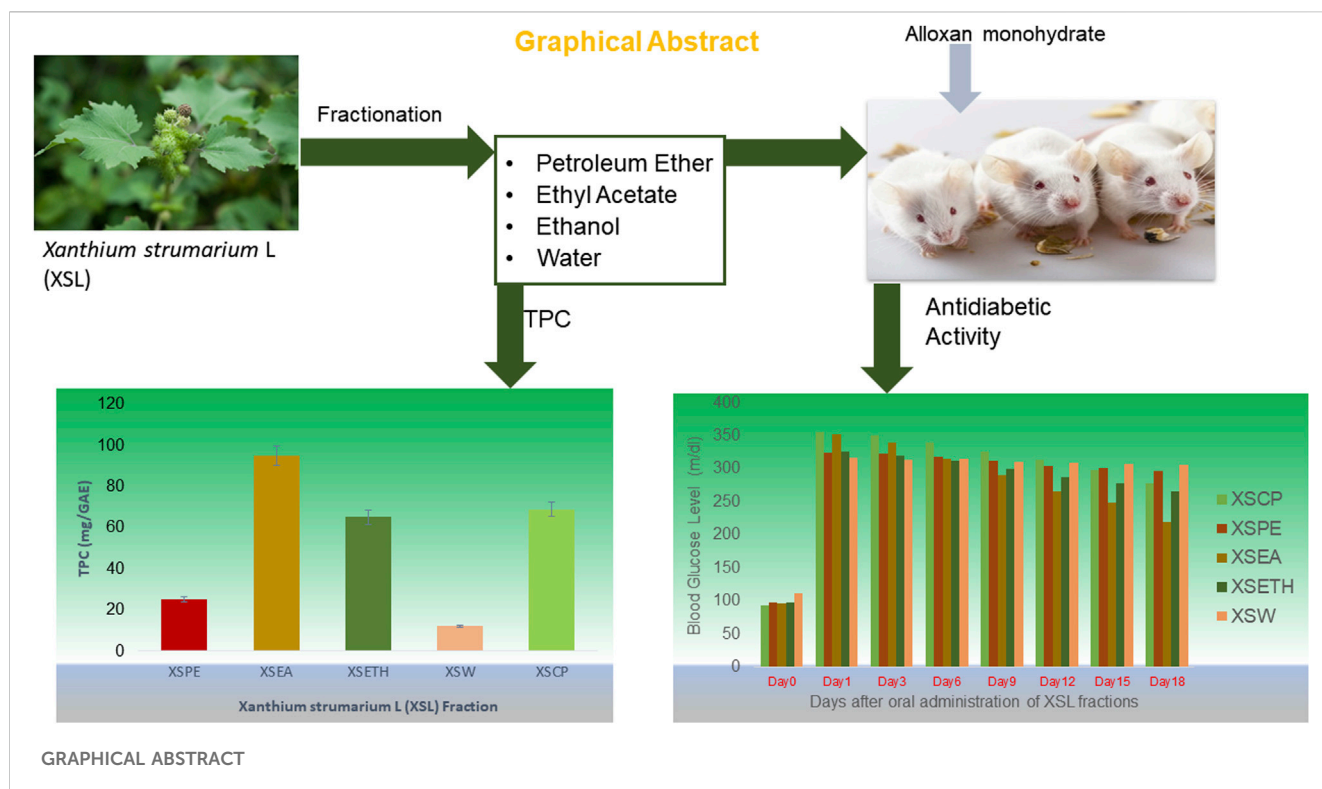 Graphical Abstract
Alloxan monohydrate
Fractionation
• Petroleum Ether
• Ethyl Acetate
• Ethanol
• Water
Xanthium strumarium L
(XSL)
TPC
Antidiabetic
Activity
TPC (mg/GAE)
120
100
80
60
40
20
0
XSPE XSEA XSETH XSW XSCP
Xanthium strumarium L (XSL) Fraction
Blood Glucose Level (m/dl)
400
350
300
250
200
150
100
50
0
Day0 Day1 Day3 Day6 Day9 Day12 Day15 Day18
Days after oral administration of XSL fractions
XSCP
XSPE
XSEA
XSETH
XSW
GRAPHICAL ABSTRACT